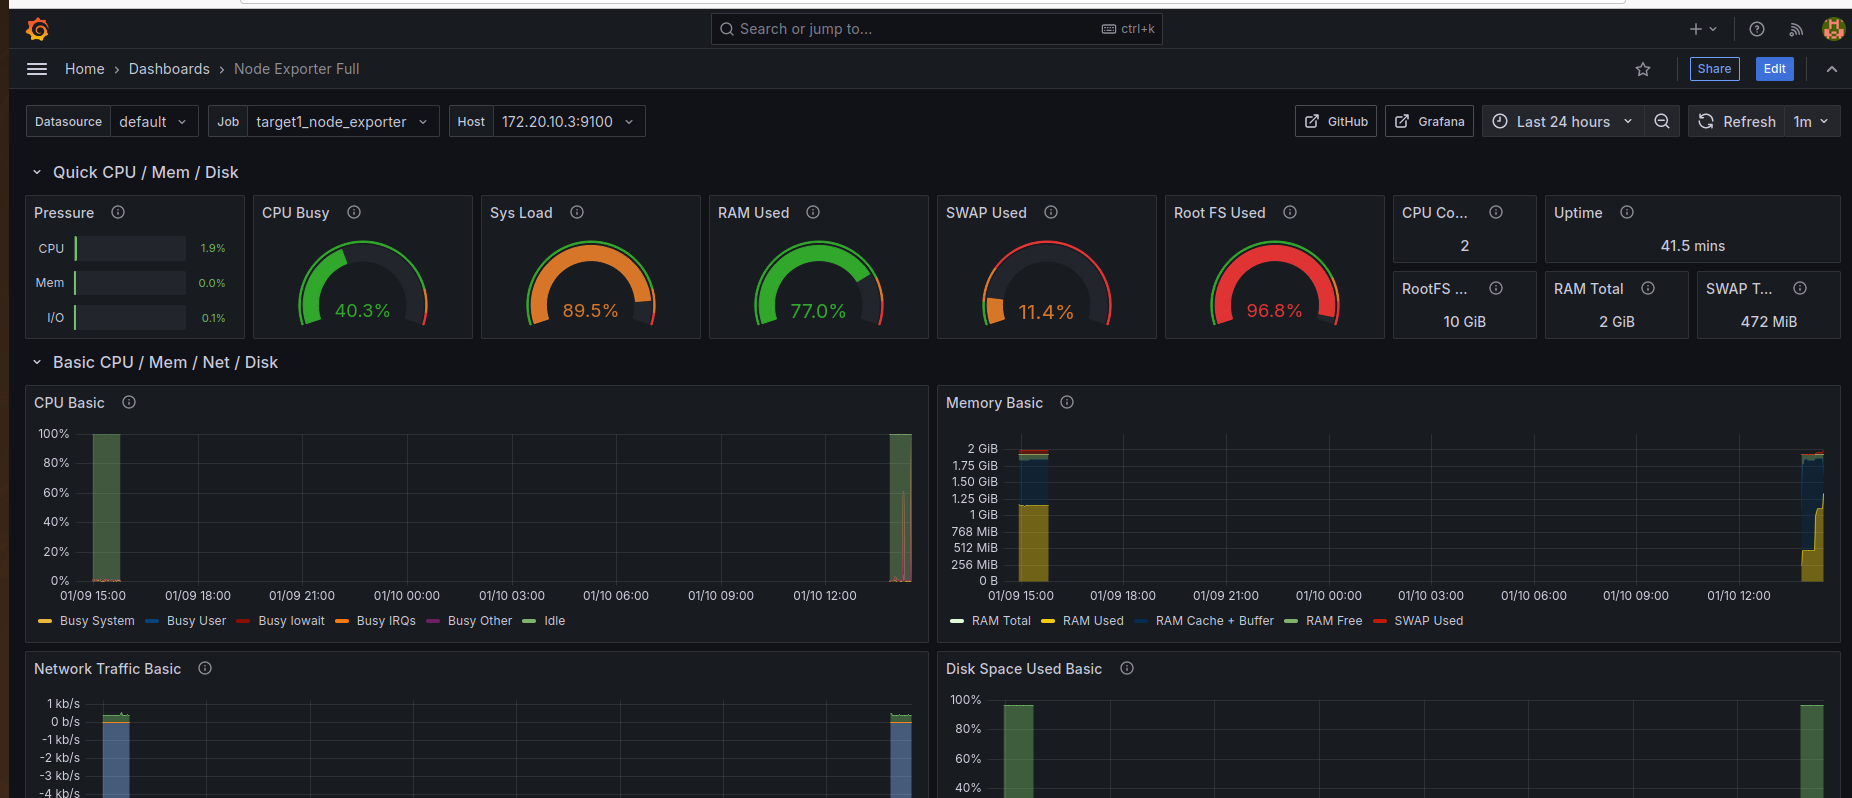 Search or jump to... ctrl+k
Home › Dashboards › Node Exporter Full
Share Edit
Datasource default Job target1_node_exporter Host 172.20.10.3:9100
GitHub Grafana Last 24 hours Refresh 1m
Quick CPU / Mem / Disk
Pressure
CPU 1.9%
Mem 0.0%
I/O 0.1%
CPU Busy
40.3%
Sys Load
89.5%
RAM Used
77.0%
SWAP Used
11.4%
Root FS Used
96.8%
CPU Co...
2
Uptime
41.5 mins
RootFS ...
10 GiB
RAM Total
2 GiB
SWAP T...
472 MiB
Basic CPU / Mem / Net / Disk
CPU Basic
100%
80%
60%
40%
20%
0%
01/09 15:00 01/09 18:00 01/09 21:00 01/10 00:00 01/10 03:00 01/10 06:00 01/10 09:00 01/10 12:00
Busy System Busy User Busy Iowait Busy IRQs Busy Other Idle
Memory Basic
2 GiB
1.75 GiB
1.50 GiB
1.25 GiB
1 GiB
768 MiB
512 MiB
256 MiB
0 B
01/09 15:00 01/09 18:00 01/09 21:00 01/10 00:00 01/10 03:00 01/10 06:00 01/10 09:00 01/10 12:00
RAM Total RAM Used RAM Cache + Buffer RAM Free SWAP Used
Network Traffic Basic
1 kb/s
0 b/s
-1 kb/s
-2 kb/s
-3 kb/s
-4 kb/s
Disk Space Used Basic
100%
80%
60%
40%